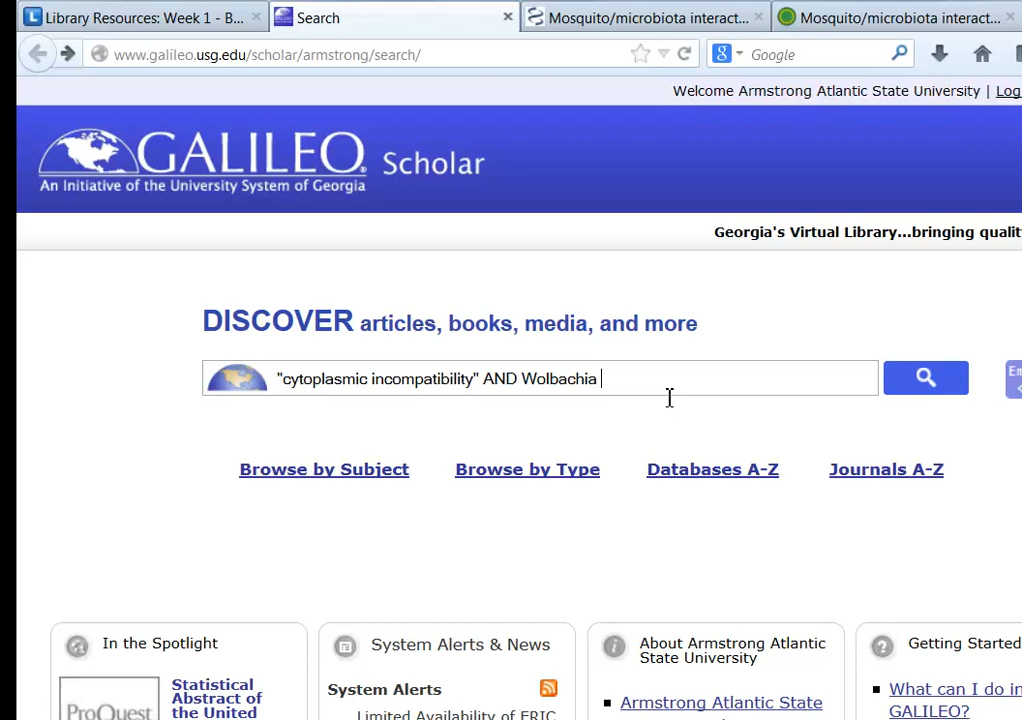 Library Resources: Week 1 - B...
Search
Mosquito/microbiota interact...
Mosquito/microbiota interact...
www.galileo.usg.edu/scholar/armstrong/search/
Google
Welcome Armstrong Atlantic State University | Log
GALILEO® Scholar
An Initiative of the University System of Georgia
Georgia's Virtual Library...bringing qualit
DISCOVER articles, books, media, and more
"cytoplasmic incompatibility" AND Wolbachia
Em
Browse by Subject
Browse by Type
Databases A-Z
Journals A-Z
In the Spotlight
ProQuest
Statistical
Abstract of
the United
System Alerts & News
System Alerts
Limited Availability of ERIC
About Armstrong Atlantic
State University
Armstrong Atlantic State
Getting Started
What can I do in
GALILEO?